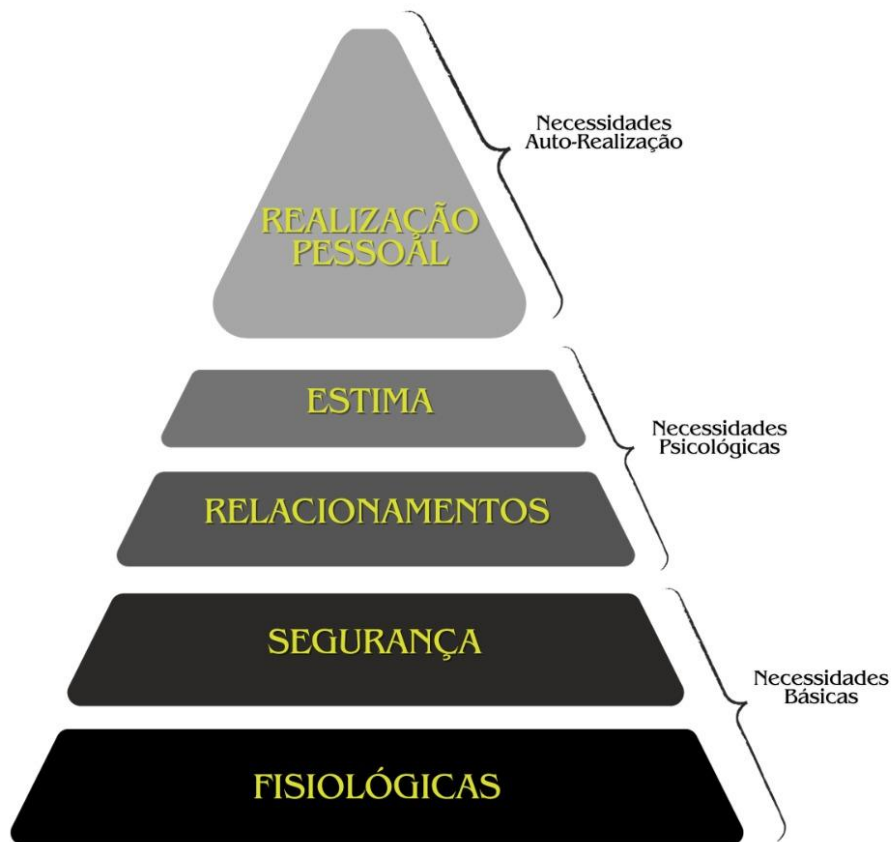 Necessidades
Auto-Realização
REALIZAÇÃO
PESSOAL
ESTIMA
Necessidades
Psicológicas
RELACIONAMENTOS
SEGURANÇA
Necessidades
Básicas
FISIOLÓGICAS